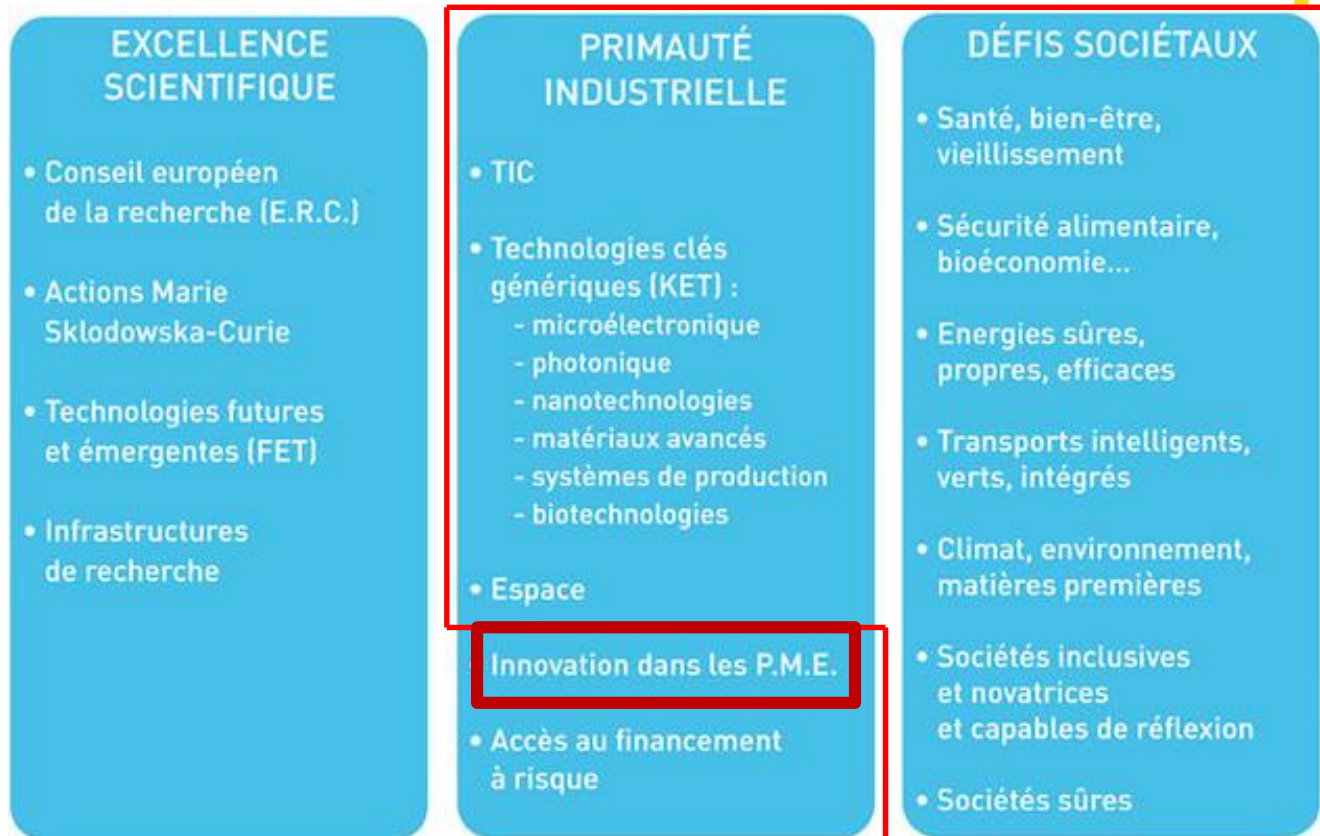 EXCELLENCE
SCIENTIFIQUE
• Conseil européen
de la recherche (E.R.C.)
• Actions Marie
Sklodowska-Curie
• Technologies futures
et émergentes (FET)
• Infrastructures
de recherche
PRIMAUTÉ
INDUSTRIELLE
• TIC
• Technologies clés
génériques (KET) :
- microélectronique
- photonique
- nanotechnologies
- matériaux avancés
- systèmes de production
- biotechnologies
• Espace
• Innovation dans les P.M.E.
• Accès au financement
à risque
DÉFIS SOCIÉTAUX
• Santé, bien-être,
vieillissement
• Sécurité alimentaire,
bioéconomie...
• Energies sûres,
propres, efficaces
• Transports intelligents,
verts, intégrés
• Climat, environnement,
matières premières
• Sociétés inclusives
et novatrices
et capables de réflexion
• Sociétés sûres